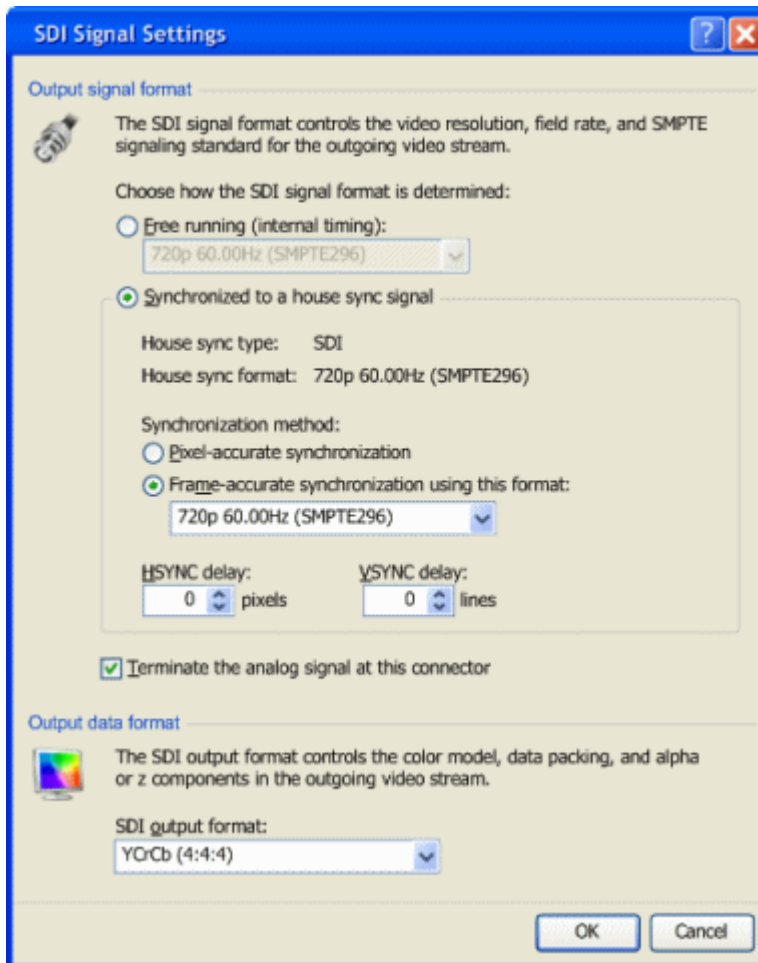 SDI Signal Settings
Output signal format
The SDI signal format controls the video resolution, field rate, and SMPTE
signaling standard for the outgoing video stream.
Choose how the SDI signal format is determined:
Free running (internal timing):
720p 60.00Hz (SMPTE296)
Synchronized to a house sync signal
House sync type: SDI
House sync format: 720p 60.00Hz (SMPTE296)
Synchronization method:
Pixel-accurate synchronization
Frame-accurate synchronization using this format:
720p 60.00Hz (SMPTE296)
HSYNC delay: VSYNC delay:
0 pixels 0 lines
Terminate the analog signal at this connector
Output data format
The SDI output format controls the color model, data packing, and alpha
or z components in the outgoing video stream.
SDI output format:
YCrCb (4:4:4)
OK Cancel